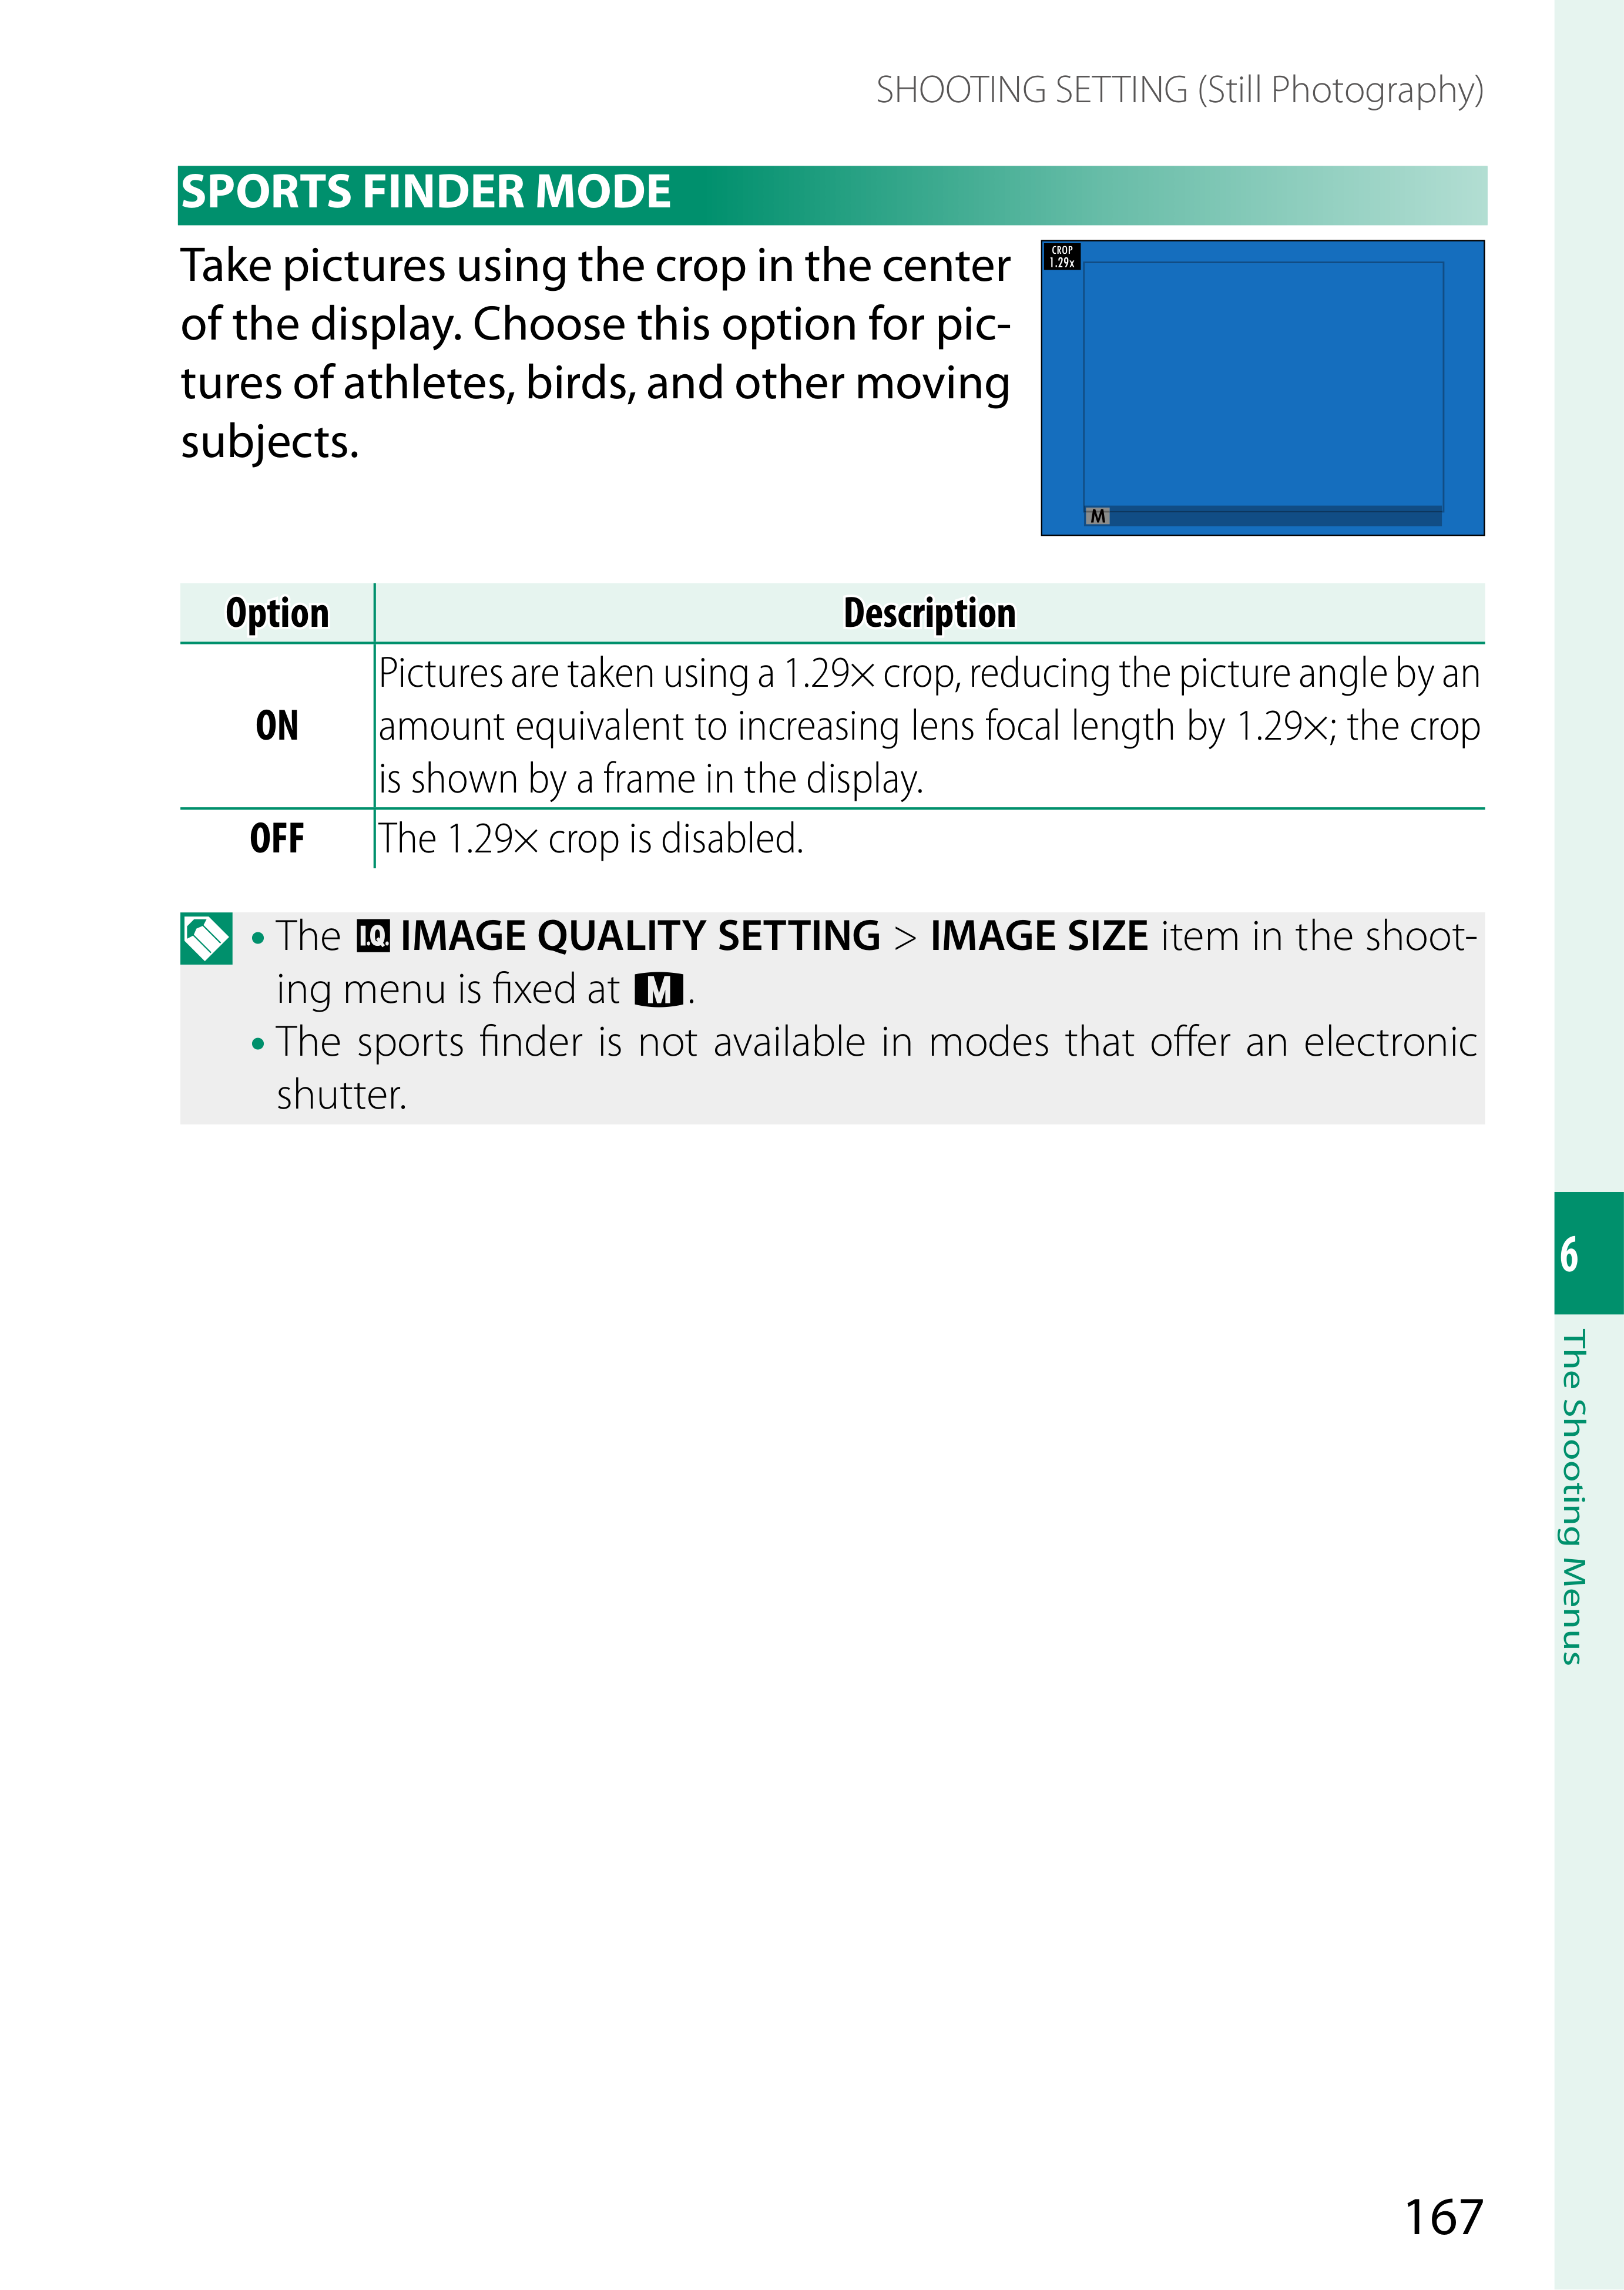 SHOOTING SETTING (Still Photography)
SPORTS FINDER MODE
Take pictures using the crop in the center
of the display. Choose this option for pic-
tures of athletes, birds, and other moving
subjects.
CROP
1.29x
M
Option Description
ON
Pictures are taken using a 1.29× crop, reducing the picture angle by an
amount equivalent to increasing lens focal length by 1.29×; the crop
is shown by a frame in the display.
OFF The 1.29× crop is disabled.
• The I.Q. IMAGE QUALITY SETTING > IMAGE SIZE item in the shoot-
ing menu is fixed at M.
• The sports finder is not available in modes that offer an electronic
shutter.
6
The Shooting Menus
167